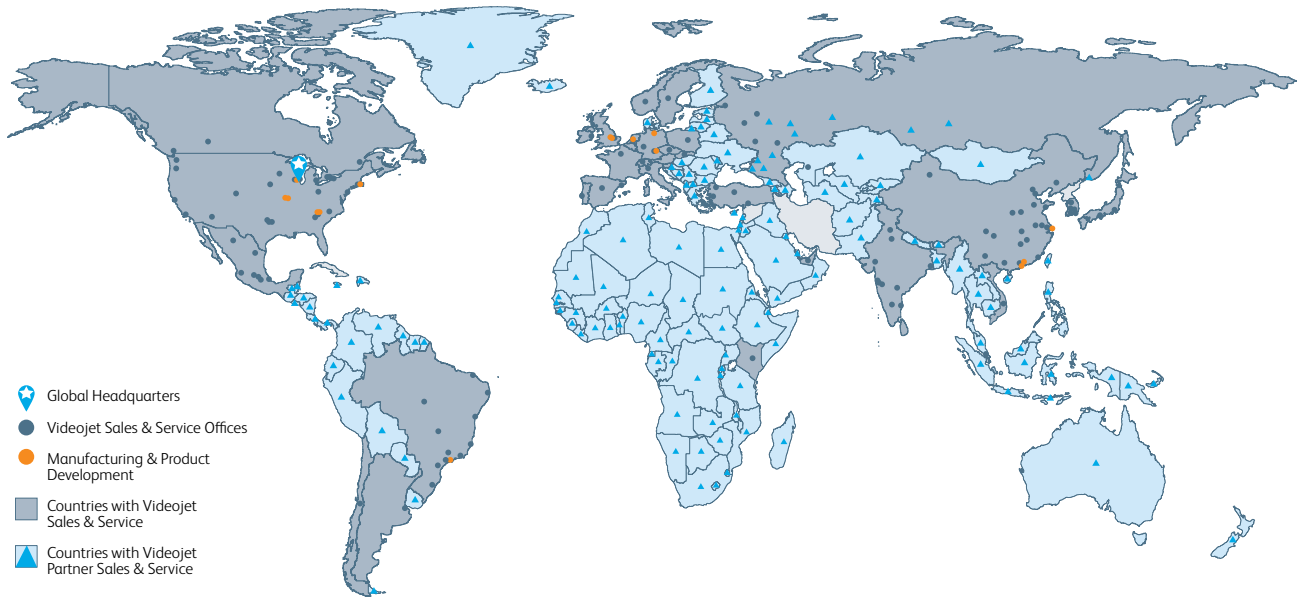 Global Headquarters
Videojet Sales & Service Offices
Manufacturing & Product
Development
Countries with Videojet
Sales & Service
Countries with Videojet
Partner Sales & Service